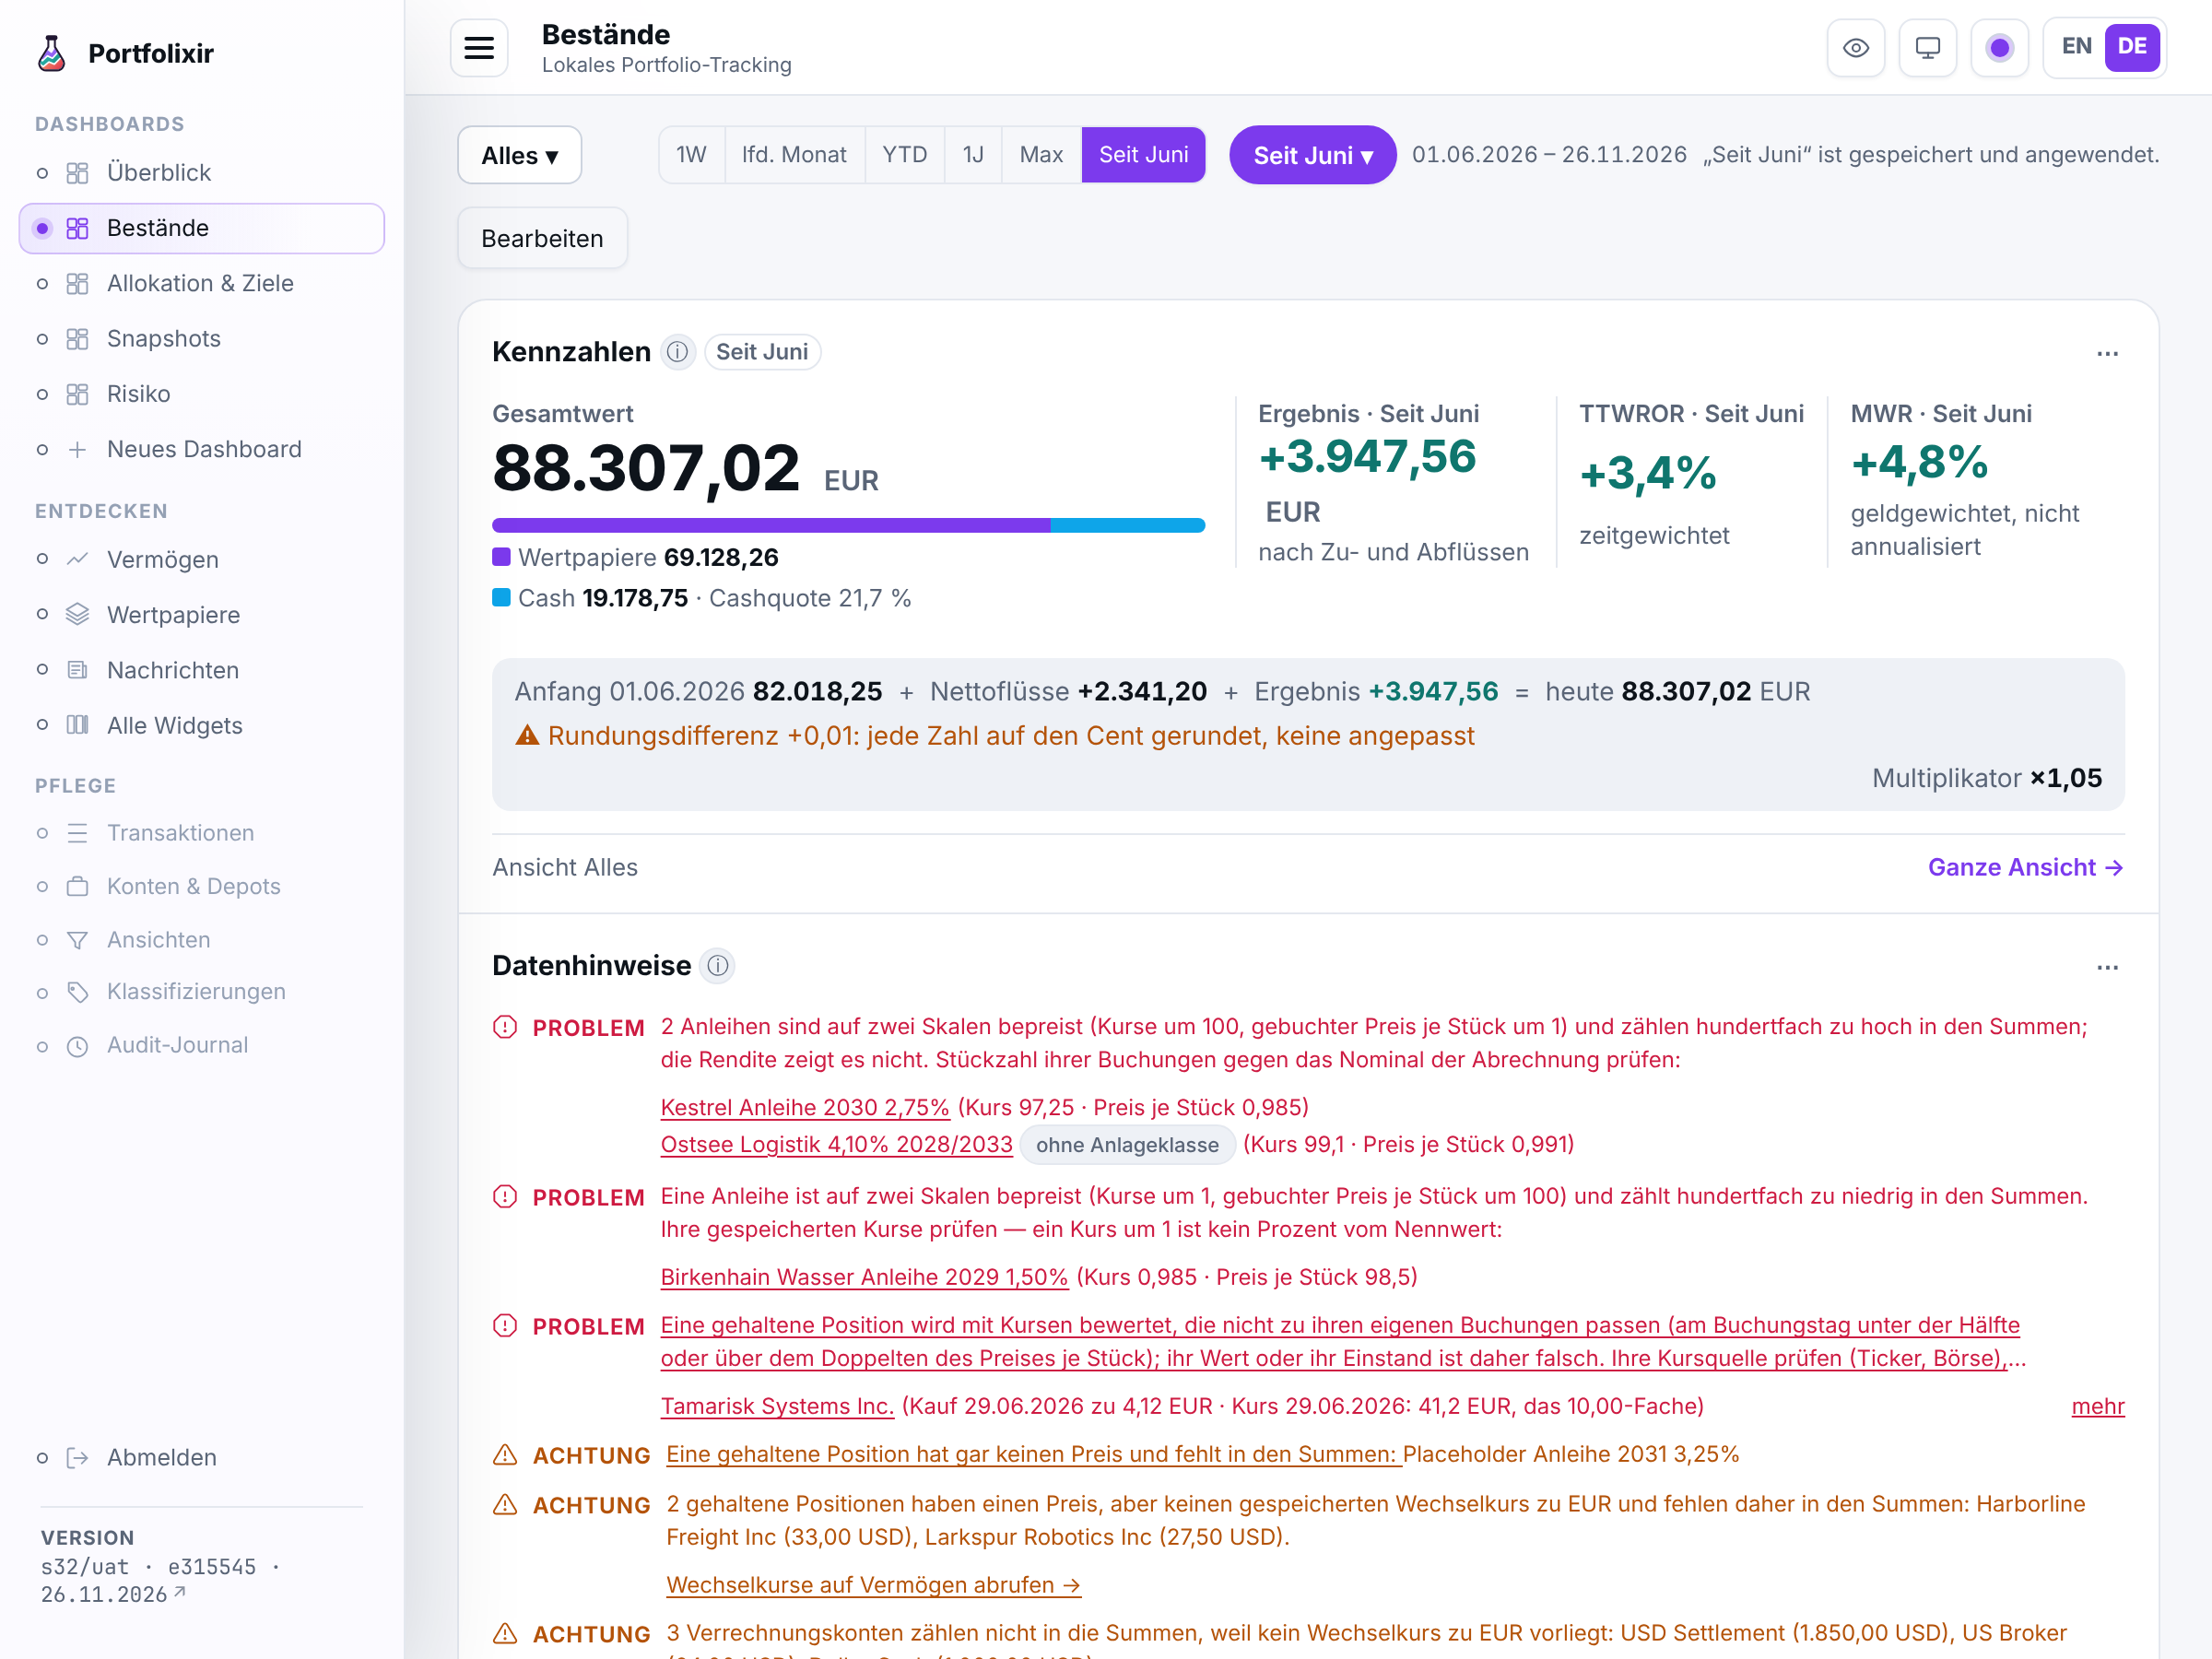 Portfolixir
DASHBOARDS
Überblick
Bestände
Allokation & Ziele
Snapshots
Risiko
Neues Dashboard
ENTDECKEN
Vermögen
Wertpapiere
Nachrichten
Alle Widgets
PFLEGE
Transaktionen
Konten & Depots
Ansichten
Klassifizierungen
Audit-Journal
Abmelden
VERSION
s32/uat · e315545 ·
26.11.2026↗
Bestände
Lokales Portfolio-Tracking
EN DE
Alles ▾ 1W lfd. Monat YTD 1J Max Seit Juni Seit Juni ▾ 01.06.2026 – 26.11.2026 „Seit Juni“ ist gespeichert und angewendet.
Bearbeiten
Kennzahlen ⓘ Seit Juni ...
Gesamtwert
88.307,02 EUR
Wertpapiere 69.128,26
Cash 19.178,75 · Cashquote 21,7 %
Ergebnis · Seit Juni
+3.947,56
EUR
nach Zu- und Abflüssen
TTWROR · Seit Juni
+3,4%
zeitgewichtet
MWR · Seit Juni
+4,8%
geldgewichtet, nicht
annualisiert
Anfang 01.06.2026 82.018,25 + Nettoflüsse +2.341,20 + Ergebnis +3.947,56 = heute 88.307,02 EUR
Rundungsdifferenz +0,01: jede Zahl auf den Cent gerundet, keine angepasst
Multiplikator ×1,05
Ansicht Alles Ganze Ansicht →
Datenhinweise ⓘ ...
PROBLEM 2 Anleihen sind auf zwei Skalen bepreist (Kurse um 100, gebuchter Preis je Stück um 1) und zählen hundertfach zu hoch in den Summen;
die Rendite zeigt es nicht. Stückzahl ihrer Buchungen gegen das Nominal der Abrechnung prüfen:
Kestrel Anleihe 2030 2,75% (Kurs 97,25 · Preis je Stück 0,985)
Ostsee Logistik 4,10% 2028/2033 ohne Anlageklasse (Kurs 99,1 · Preis je Stück 0,991)
PROBLEM Eine Anleihe ist auf zwei Skalen bepreist (Kurse um 1, gebuchter Preis je Stück um 100) und zählt hundertfach zu niedrig in den Summen.
Ihre gespeicherten Kurse prüfen — ein Kurs um 1 ist kein Prozent vom Nennwert:
Birkenhain Wasser Anleihe 2029 1,50% (Kurs 0,985 · Preis je Stück 98,5)
PROBLEM Eine gehaltene Position wird mit Kursen bewertet, die nicht zu ihren eigenen Buchungen passen (am Buchungstag unter der Hälfte
oder über dem Doppelten des Preises je Stück); ihr Wert oder ihr Einstand ist daher falsch. Ihre Kursquelle prüfen (Ticker, Börse),...
Tamarisk Systems Inc. (Kauf 29.06.2026 zu 4,12 EUR · Kurs 29.06.2026: 41,2 EUR, das 10,00-Fache) mehr
ACHTUNG Eine gehaltene Position hat gar keinen Preis und fehlt in den Summen: Placeholder Anleihe 2031 3,25%
ACHTUNG 2 gehaltene Positionen haben einen Preis, aber keinen gespeicherten Wechselkurs zu EUR und fehlen daher in den Summen: Harborline
Freight Inc (33,00 USD), Larkspur Robotics Inc (27,50 USD).
Wechselkurse auf Vermögen abrufen →
ACHTUNG 3 Verrechnungskonten zählen nicht in die Summen, weil kein Wechselkurs zu EUR vorliegt: USD Settlement (1.850,00 USD), US Broker